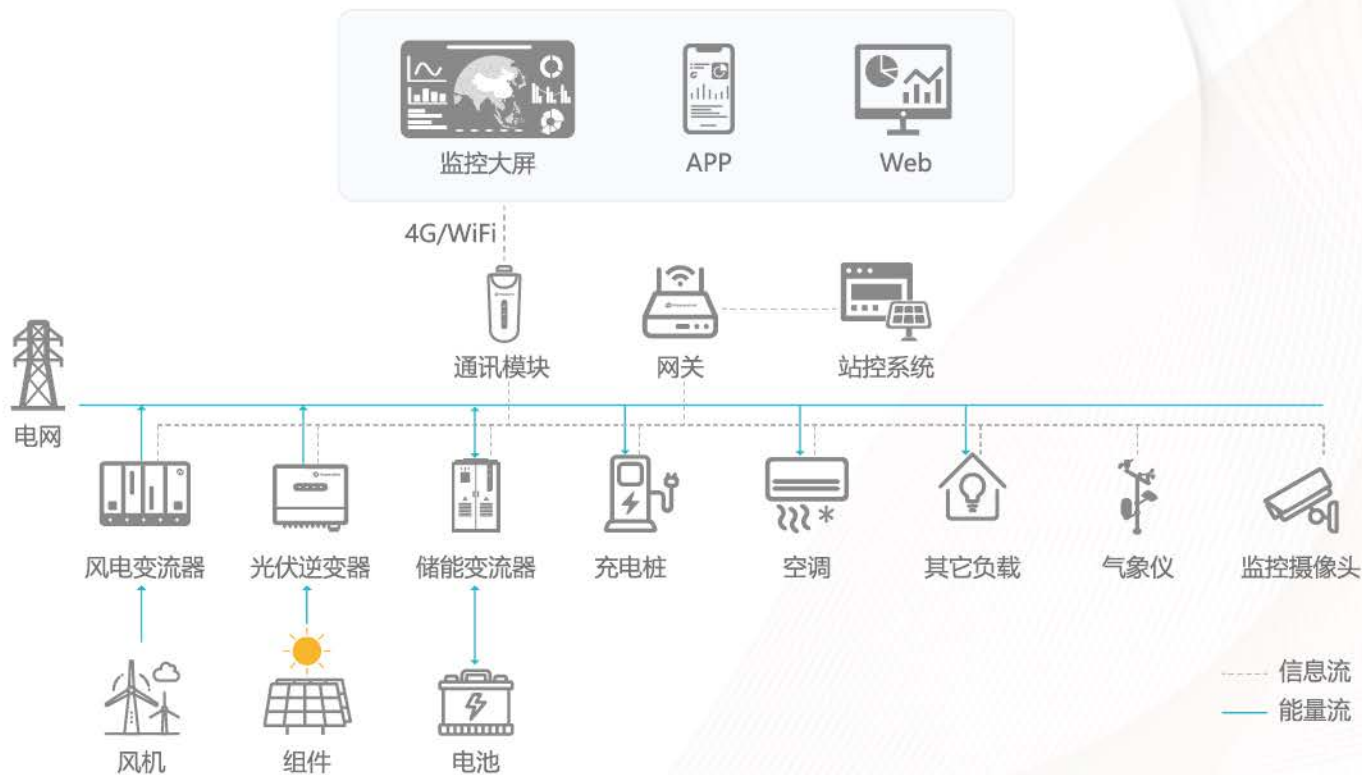 监控大屏
APP
Web
4G/WiFi
通讯模块
网关
站控系统
电网
风电变流器
光伏逆变器
储能变流器
充电桩
空调
其它负载
气象仪
监控摄像头
信息流
能量流
风机
组件
电池